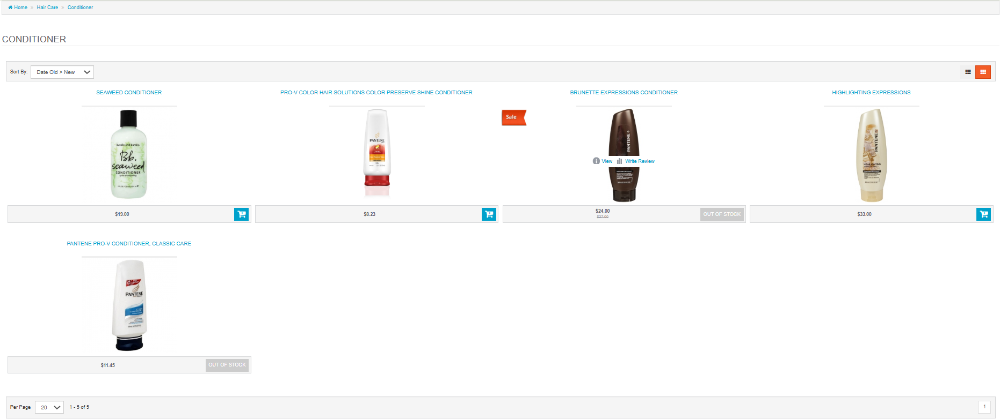 Home » Hair Care » Conditioner
CONDITIONER
Sort By: Date Old > New
SEAWEED CONDITIONER
PRO-V COLOR HAIR SOLUTIONS COLOR PRESERVE SHINE CONDITIONER
BRUNETTE EXPRESSIONS CONDITIONER
HIGHLIGHTING EXPRESSIONS
Bumble and bumble.
Bb.
seaweed
CONDITIONER
PANTENE
Sale
PANTENE
View Write Review
PANTENE
HIGHLIGHTING
$19.00
$8.23
$24.00
$27.00
OUT OF STOCK
$33.00
PANTENE PRO-V CONDITIONER, CLASSIC CARE
PANTENE
$11.45
OUT OF STOCK
Per Page 20 1 - 5 of 5
1